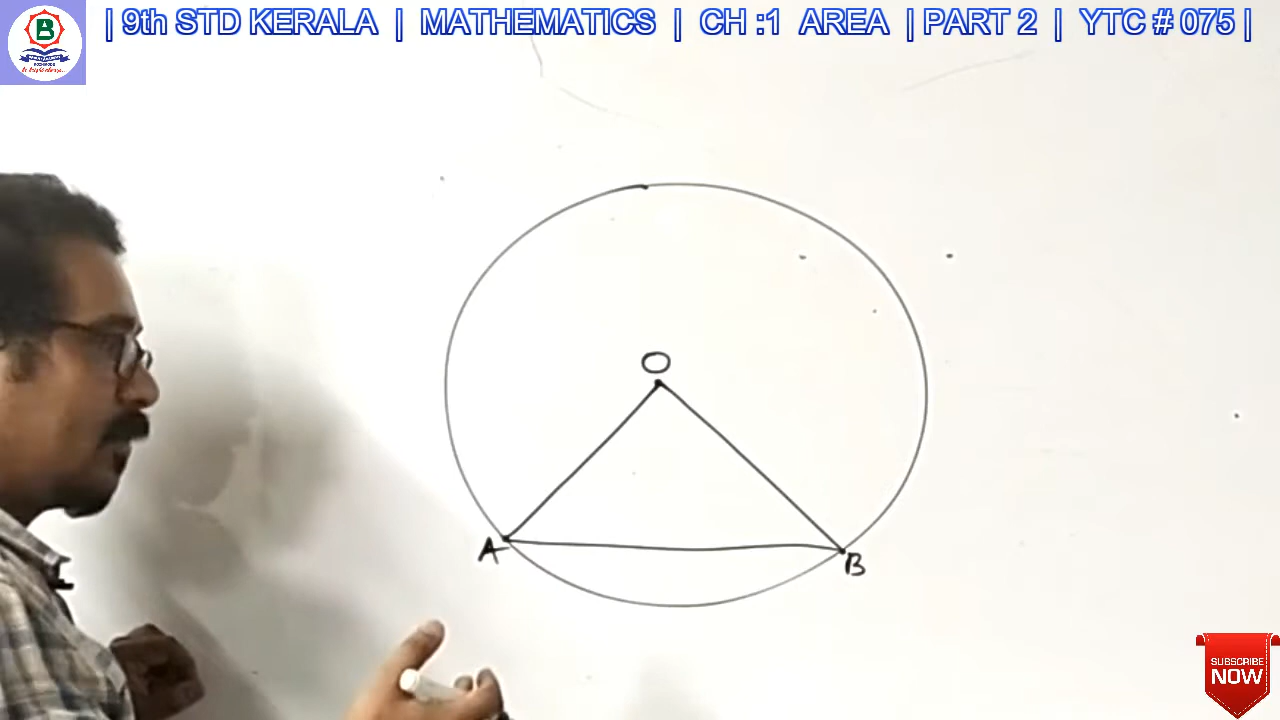 | 9th STD KERALA | MATHEMATICS | CH :1 AREA | PART 2 | YTC # 075 |
B
O
A
B
SUBSCRIBE
NOW